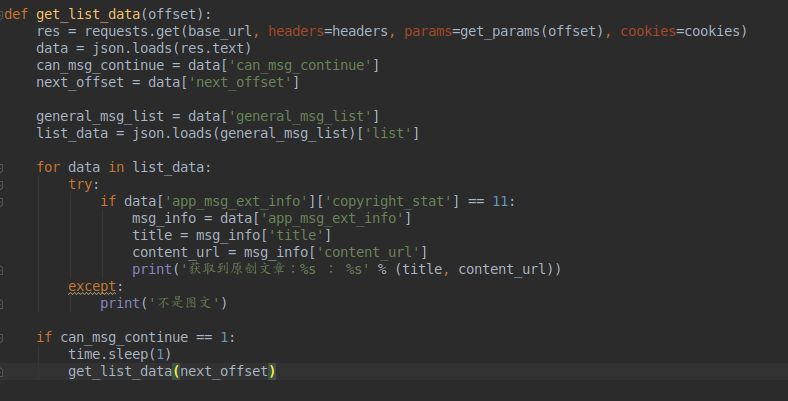 def get_list_data(offset):
    res = requests.get(base_url, headers=headers, params=get_params(offset), cookies=cookies)
    data = json.loads(res.text)
    can_msg_continue = data['can_msg_continue']
    next_offset = data['next_offset']

    general_msg_list = data['general_msg_list']
    list_data = json.loads(general_msg_list)['list']

    for data in list_data:
        try:
            if data['app_msg_ext_info']['copyright_stat'] == 11:
                msg_info = data['app_msg_ext_info']
                title = msg_info['title']
                content_url = msg_info['content_url']
                print('获取到原创文章：%s ： %s' % (title, content_url))
        except:
            print('不是图文')

    if can_msg_continue == 1:
        time.sleep(1)
        get_list_data(next_offset)